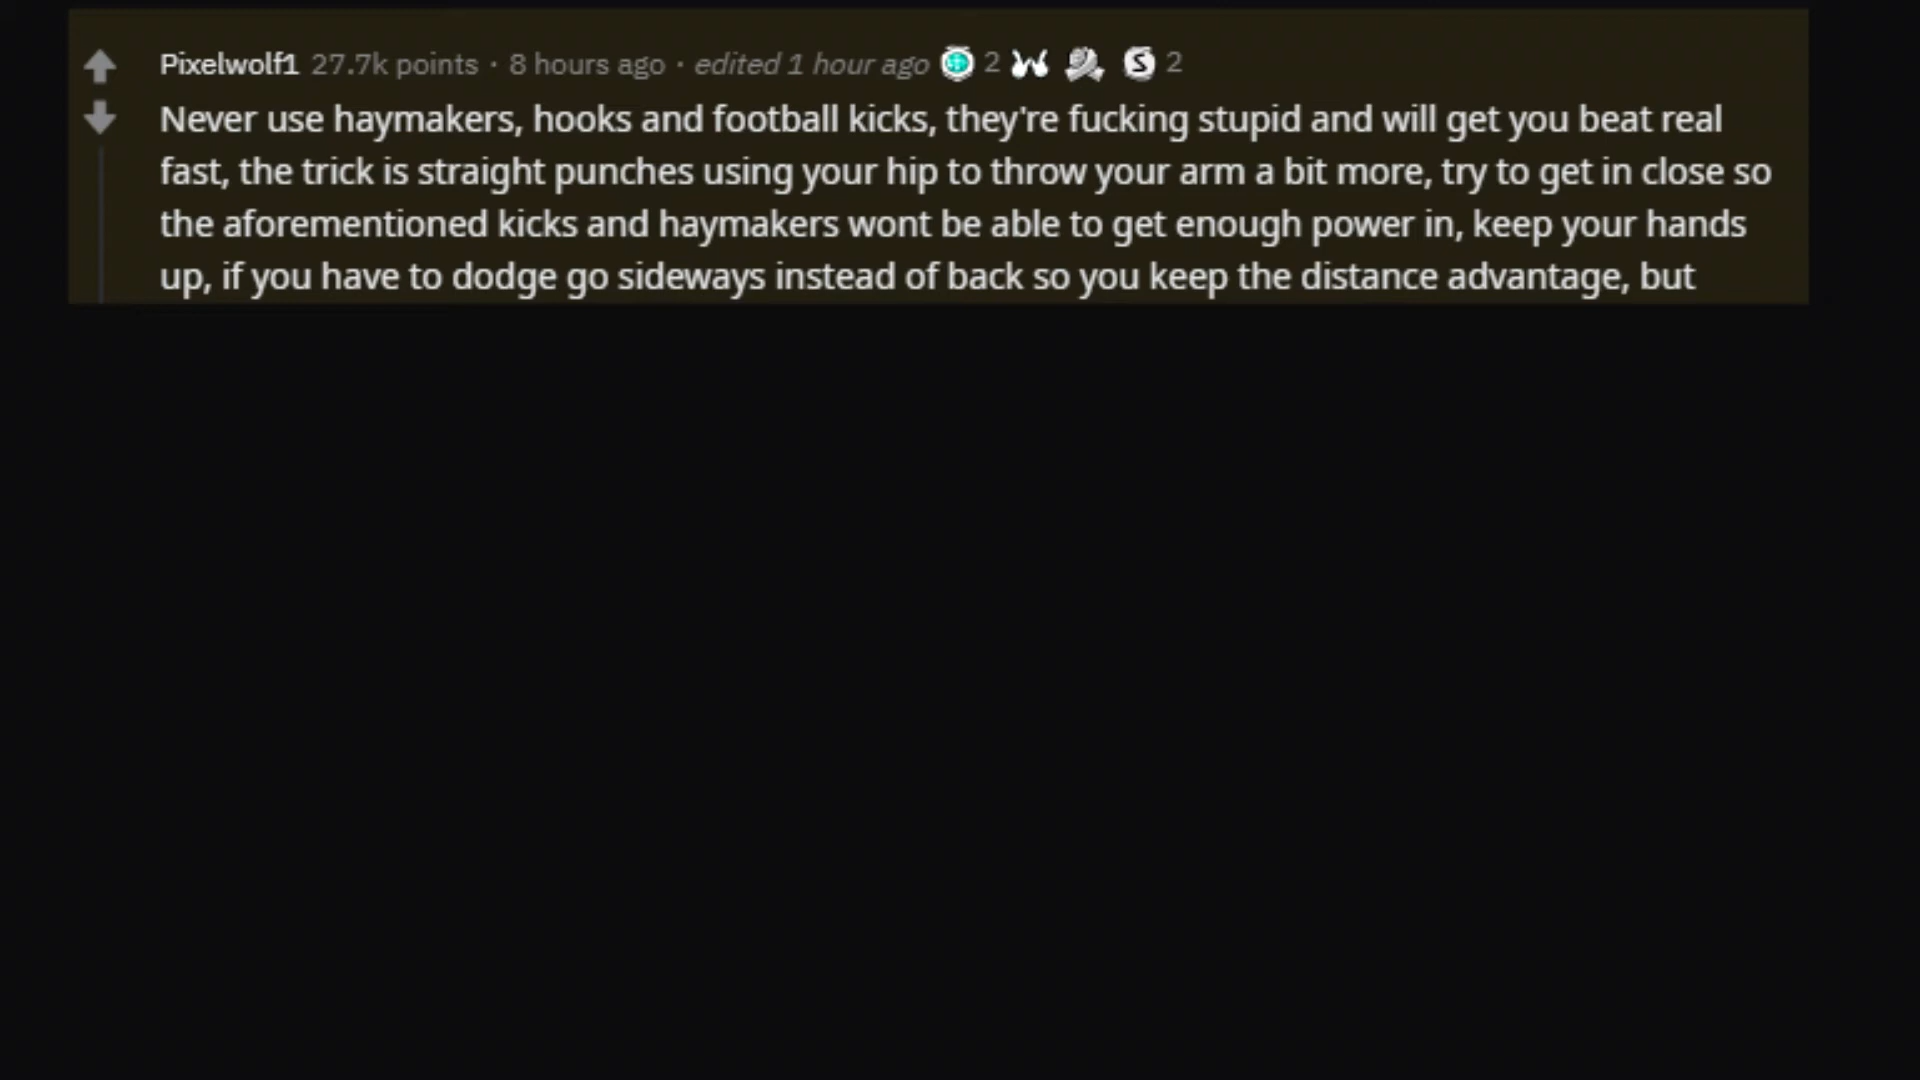 Pixelwolf1 27.7k points · 8 hours ago · edited 1 hour ago 2 S 2
Never use haymakers, hooks and football kicks, they're fucking stupid and will get you beat real
fast, the trick is straight punches using your hip to throw your arm a bit more, try to get in close so
the aforementioned kicks and haymakers wont be able to get enough power in, keep your hands
up, if you have to dodge go sideways instead of back so you keep the distance advantage, but